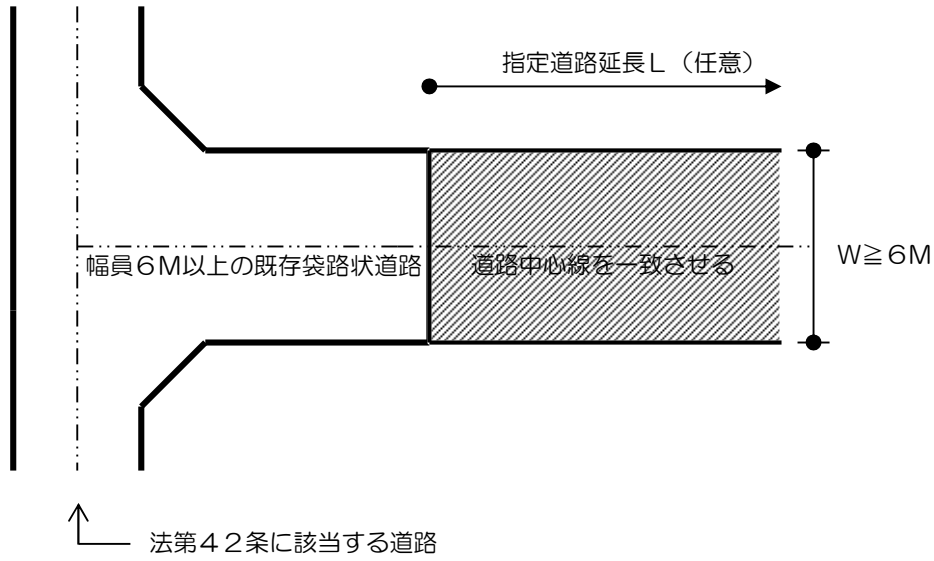 指定道路延長L（任意）
幅員６Ｍ以上の既存袋路状道路
道路中心線を一致させる
W≧６M
法第４２条に該当する道路